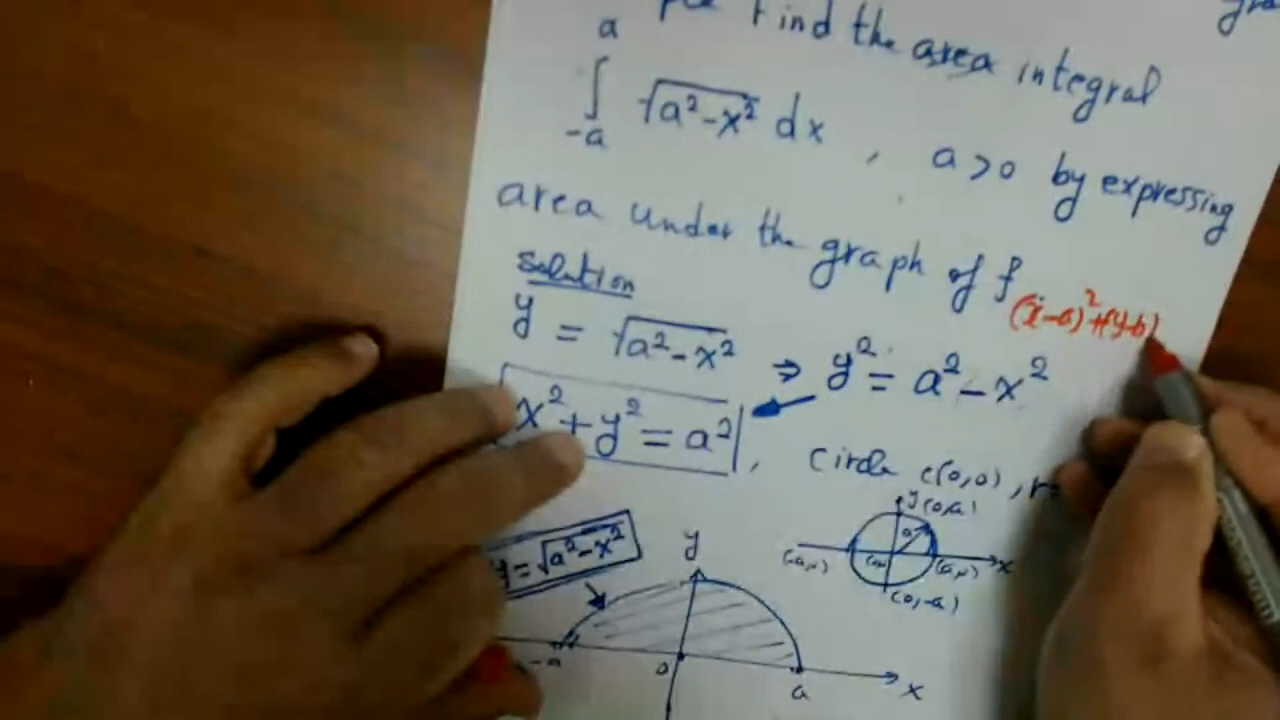 Find the area integral
a
∫ √a²-x² dx , a>0 by expressing
-a
area under the graph of f
solution
(x-a)²+(y-b)
y = √a²-x² ⇒ y² = a²-x²
x²+y² = a² , Circle c(0,0) , r=
y = √a²-x²
y (0,a)
a
(a,0) x
(0,-a)
y
-a 0 a x